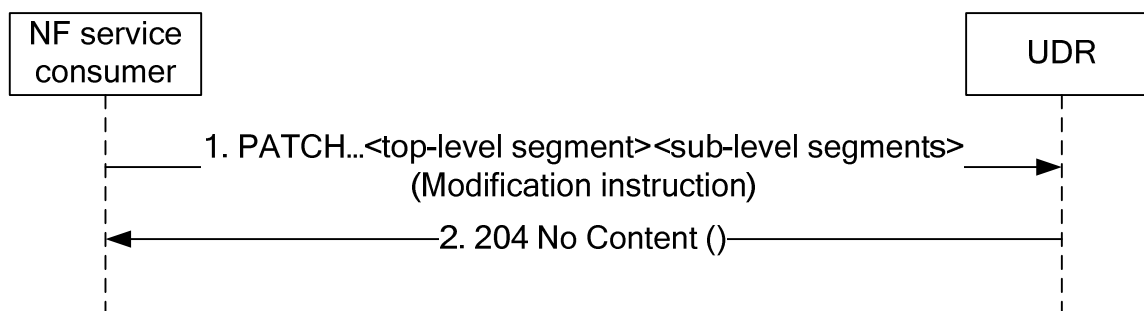 NF service
consumer
UDR
1. PATCH...<top-level segment><sub-level segments>
(Modification instruction)
2. 204 No Content ()